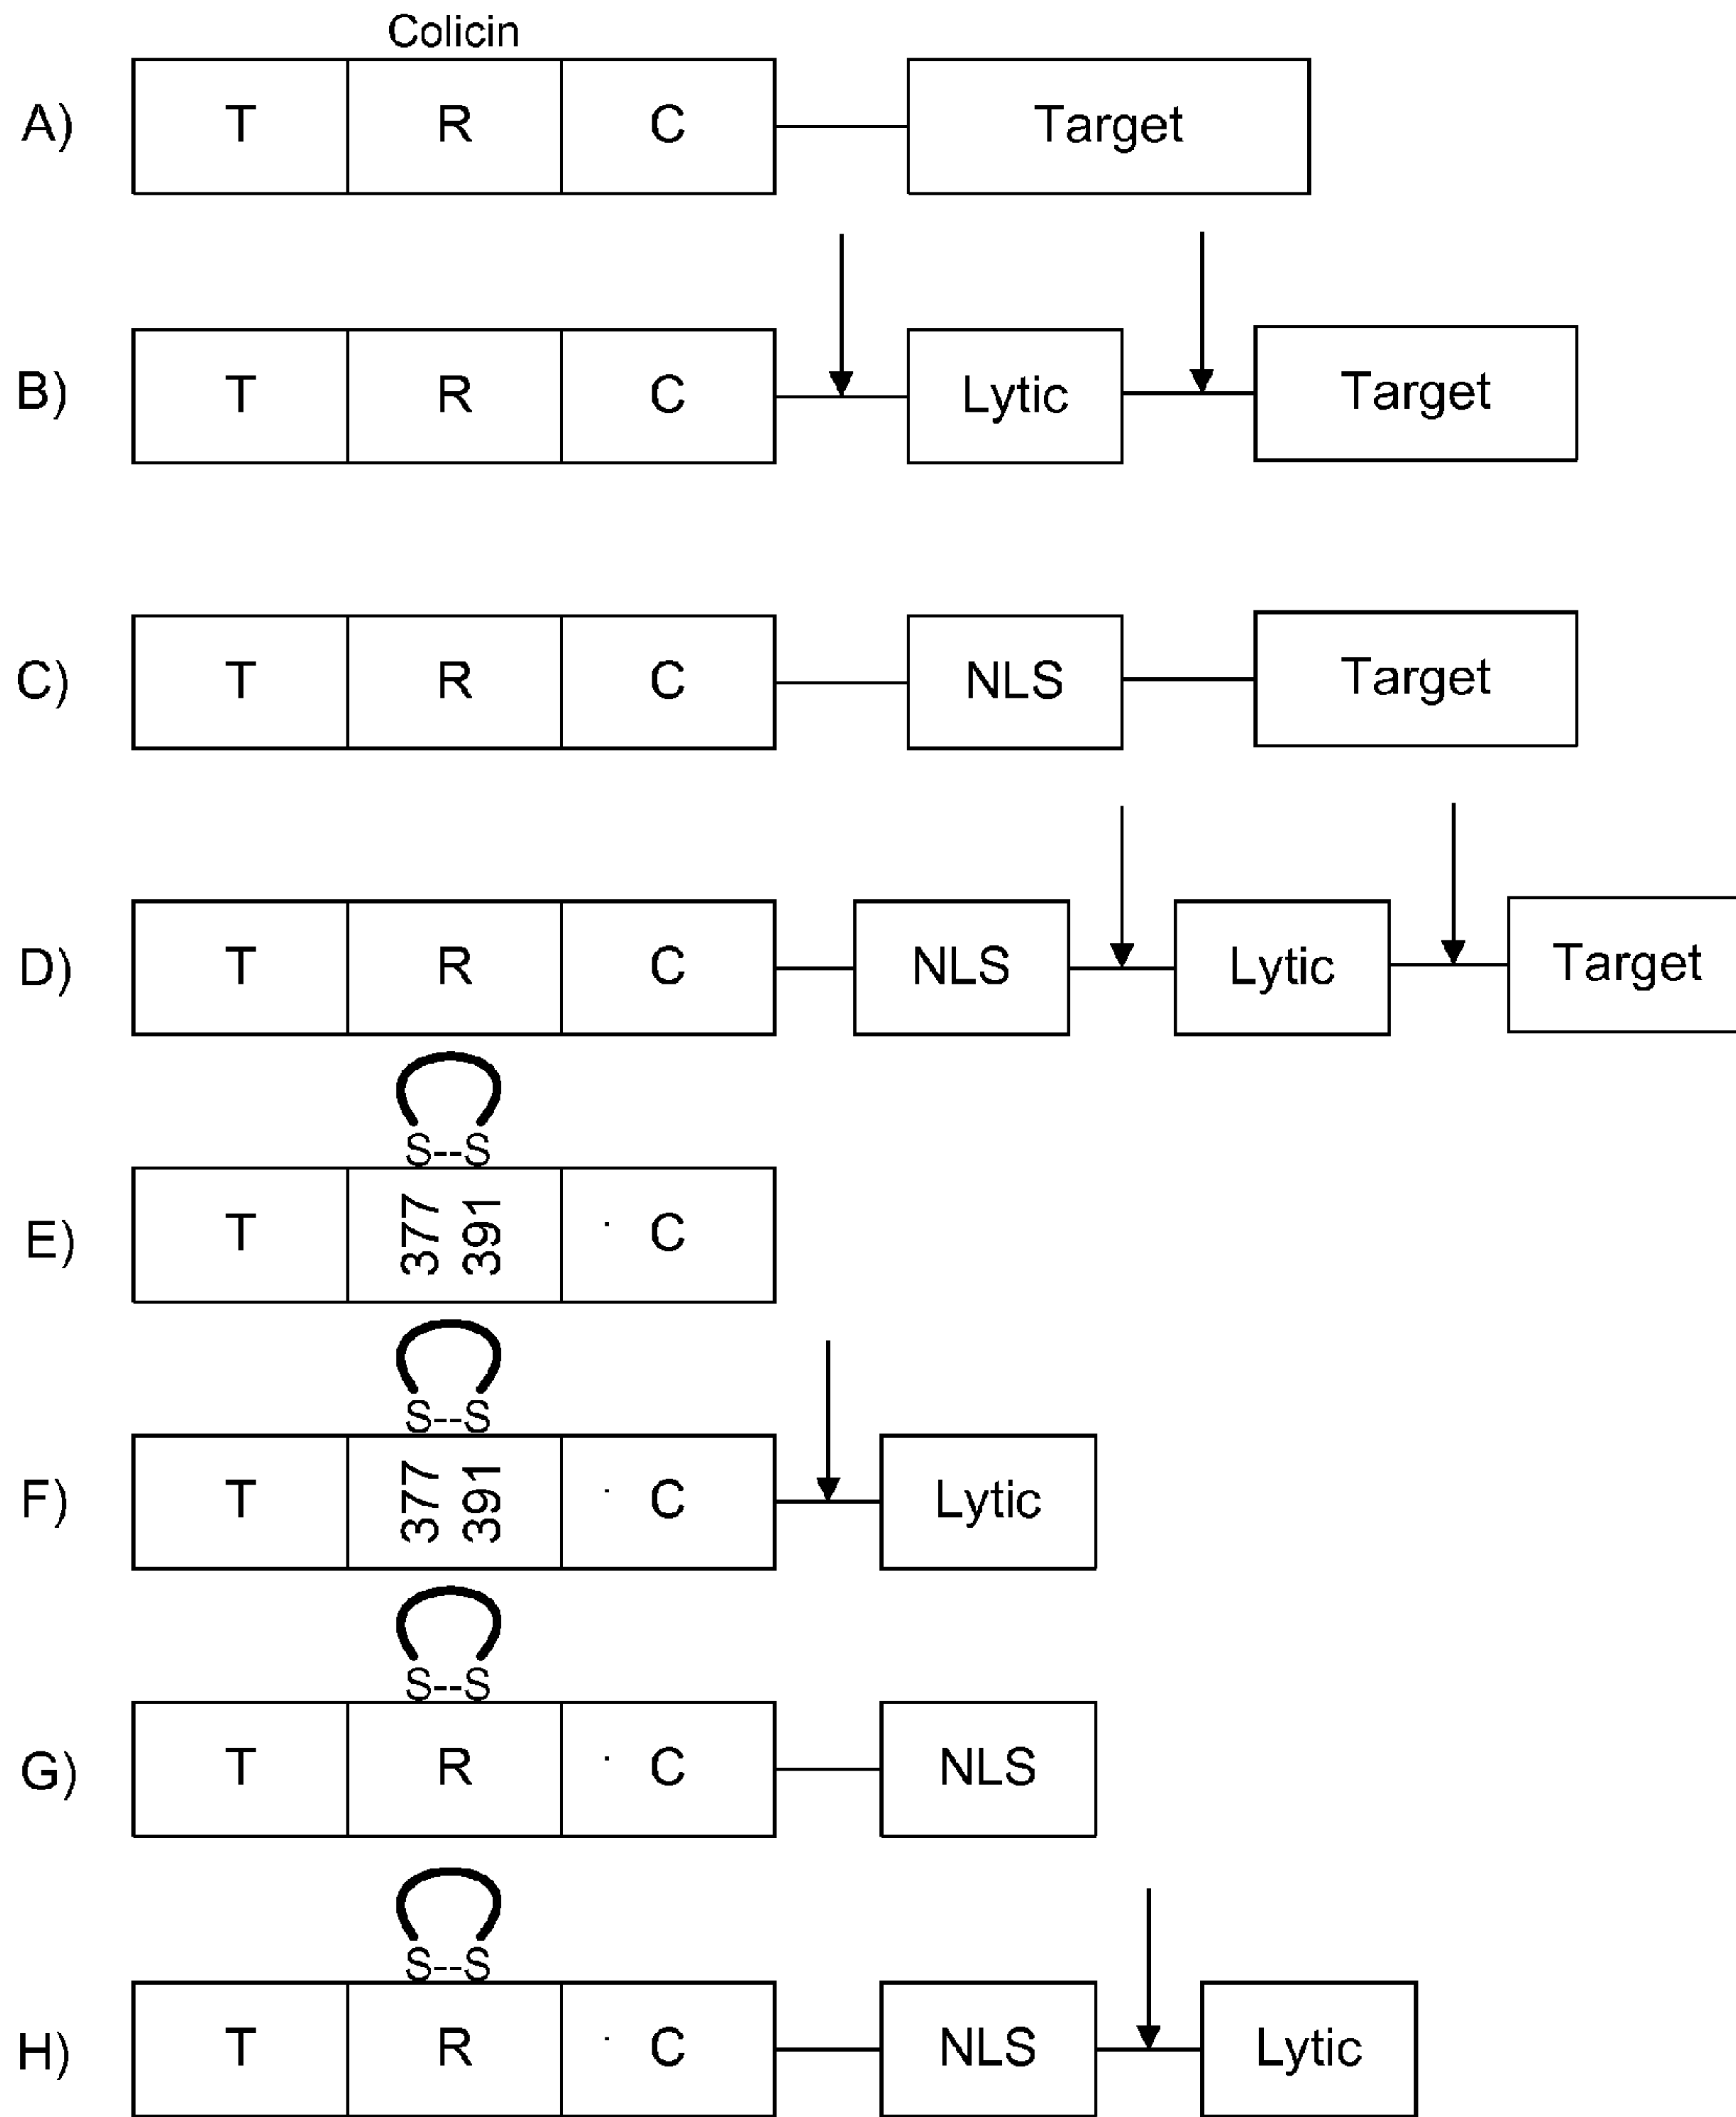 Colicin
A) T R C Target
B) T R C Lytic Target
C) T R C NLS Target
D) T R C NLS Lytic Target
S--S
E) T 377 391 C
S--S
F) T 377 391 C Lytic
S--S
G) T R C NLS
S--S
H) T R C NLS Lytic